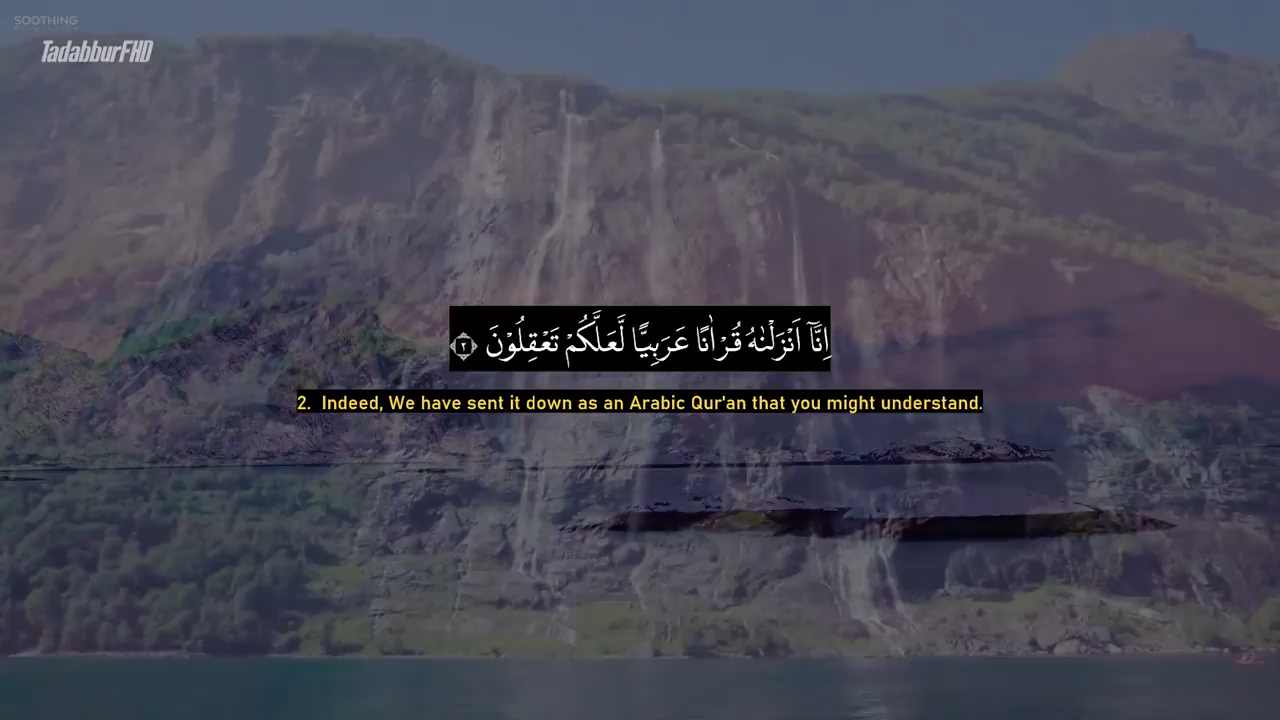 SOOTHING
TadabburFHD
اِنَّاۤ اَنْزَلْنٰهُ قُرْاٰنًا عَرَبِيًّا لَّعَلَّكُمْ تَعْقِلُوْنَ ۝٢
2. Indeed, We have sent it down as an Arabic Qur'an that you might understand.